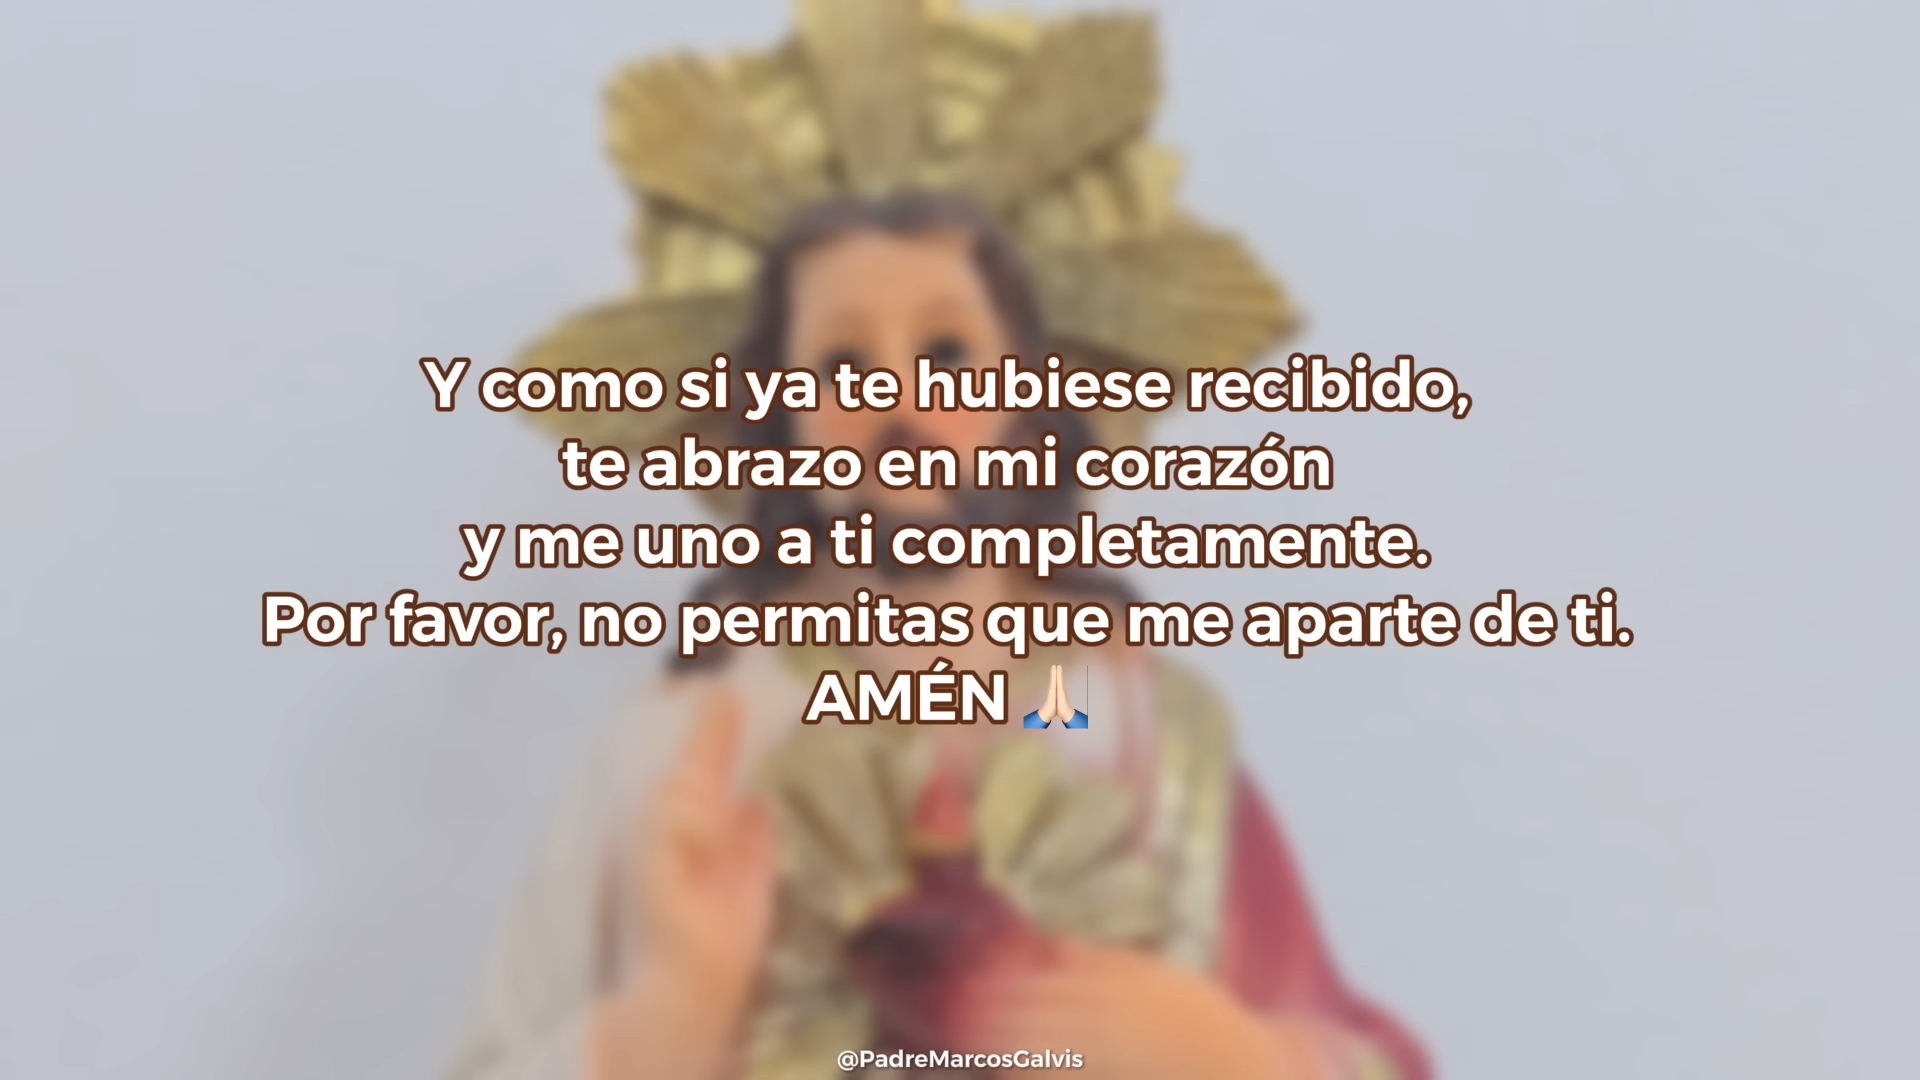 Y como si ya te hubiese recibido,
te abrazo en mi corazón
y me uno a ti completamente.
Por favor, no permitas que me aparte de ti.
AMÉN 🙏🏻
@PadreMarcosGalvis